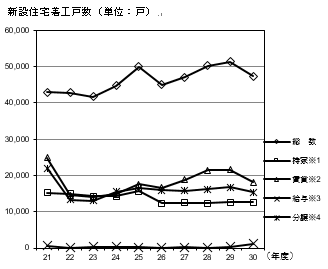 新設住宅着工戸数（単位：戸）
60,000
50,000
40,000
30,000
20,000
10,000
0
21 22 23 24 25 26 27 28 29 30 （年度）
総 数
持家※1
賃貸※2
給与※3
分譲※4